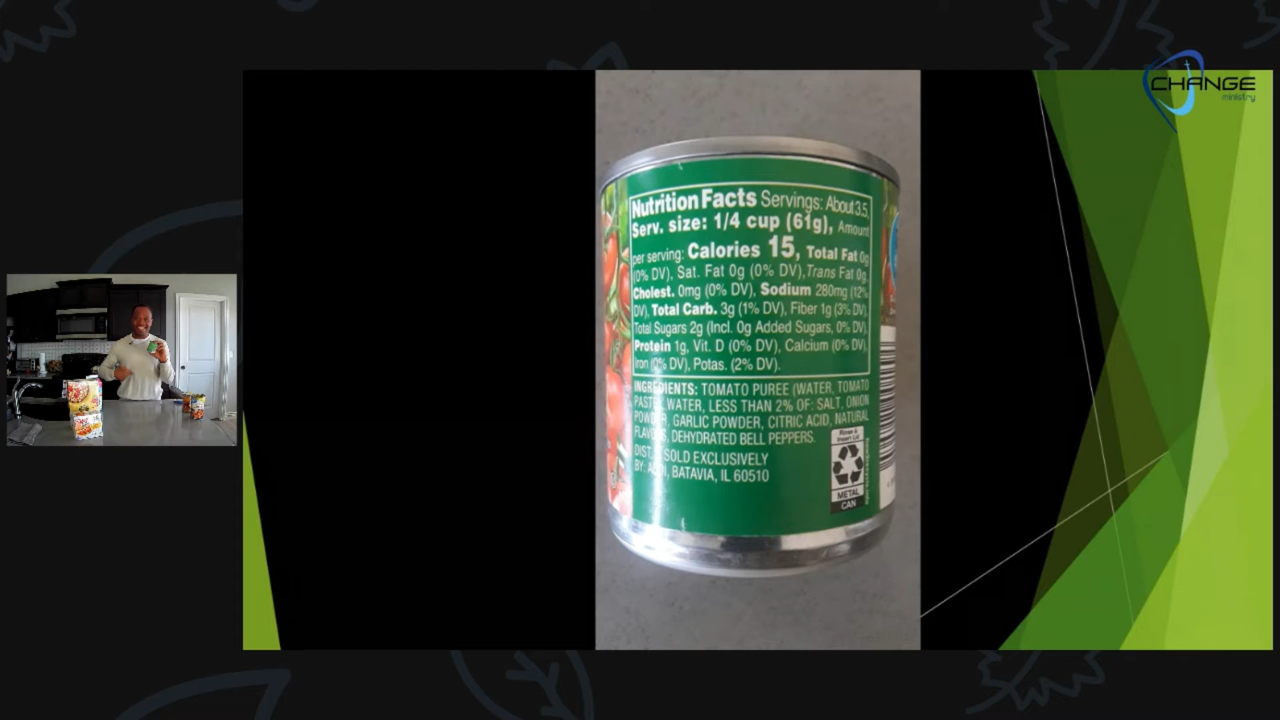 CHANGE
ministry
Nutrition Facts Servings: About 3.5,
Serv. size: 1/4 cup (61g), Amount
per serving: Calories 15, Total Fat 0g
(0% DV), Sat. Fat 0g (0% DV), Trans Fat 0g,
Cholest. 0mg (0% DV), Sodium 280mg (12%
DV), Total Carb. 3g (1% DV), Fiber 1g (3% DV),
Total Sugars 2g (Incl. 0g Added Sugars, 0% DV),
Protein 1g, Vit. D (0% DV), Calcium (0% DV),
Iron (0% DV), Potas. (2% DV).
INGREDIENTS: TOMATO PUREE (WATER, TOMATO
WATER, LESS THAN 2% OF: SALT, ONION
GARLIC POWDER, CITRIC ACID, NATURAL
DEHYDRATED BELL PEPPERS.
DIST. SOLD EXCLUSIVELY
BY: BATAVIA, IL 60510
Rinse &
Insert Lid
METAL
CAN